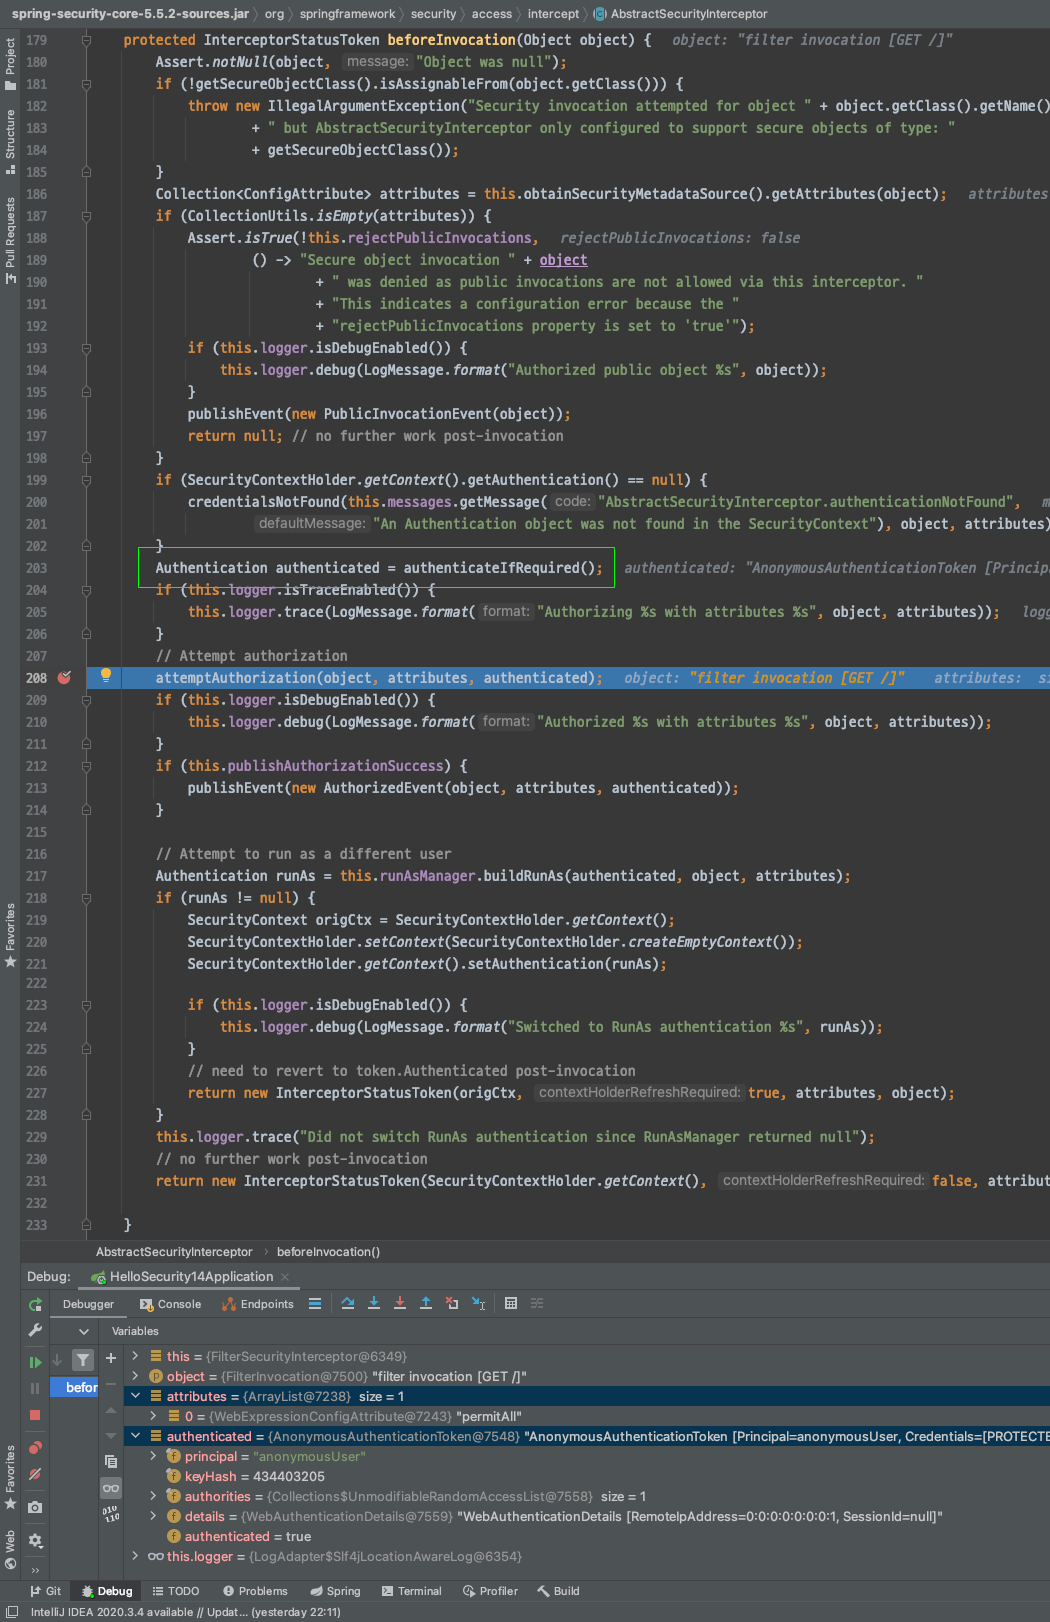 spring-security-core-5.5.2-sources.jar org springframework security access intercept AbstractSecurityInterceptor
Project
Structure
Pull Requests
Favorites
179 protected InterceptorStatusToken beforeInvocation(Object object) { object: "filter invocation [GET /]"
180 Assert.notNull(object, message: "Object was null");
181 if (!getSecureObjectClass().isAssignableFrom(object.getClass())) {
182 throw new IllegalArgumentException("Security invocation attempted for object " + object.getClass().getName()
183 + " but AbstractSecurityInterceptor only configured to support secure objects of type: "
184 + getSecureObjectClass());
185 }
186 Collection<ConfigAttribute> attributes = this.obtainSecurityMetadataSource().getAttributes(object); attributes
187 if (CollectionUtils.isEmpty(attributes)) {
188 Assert.isTrue(!this.rejectPublicInvocations, rejectPublicInvocations: false
189 () -> "Secure object invocation " + object
190 + " was denied as public invocations are not allowed via this interceptor. "
191 + "This indicates a configuration error because the "
192 + "rejectPublicInvocations property is set to 'true'");
193 if (this.logger.isDebugEnabled()) {
194 this.logger.debug(LogMessage.format("Authorized public object %s", object));
195 }
196 publishEvent(new PublicInvocationEvent(object));
197 return null; // no further work post-invocation
198 }
199 if (SecurityContextHolder.getContext().getAuthentication() == null) {
200 credentialsNotFound(this.messages.getMessage( code: "AbstractSecurityInterceptor.authenticationNotFound", m
201 defaultMessage: "An Authentication object was not found in the SecurityContext"), object, attributes)
202 }
203 Authentication authenticated = authenticateIfRequired(); authenticated: "AnonymousAuthenticationToken [Principa
204 if (this.logger.isTraceEnabled()) {
205 this.logger.trace(LogMessage.format( format: "Authorizing %s with attributes %s", object, attributes)); logg
206 }
207 // Attempt authorization
208 attemptAuthorization(object, attributes, authenticated); object: "filter invocation [GET /]" attributes: si
209 if (this.logger.isDebugEnabled()) {
210 this.logger.debug(LogMessage.format( format: "Authorized %s with attributes %s", object, attributes));
211 }
212 if (this.publishAuthorizationSuccess) {
213 publishEvent(new AuthorizedEvent(object, attributes, authenticated));
214 }
215
216 // Attempt to run as a different user
217 Authentication runAs = this.runAsManager.buildRunAs(authenticated, object, attributes);
218 if (runAs != null) {
219 SecurityContext origCtx = SecurityContextHolder.getContext();
220 SecurityContextHolder.setContext(SecurityContextHolder.createEmptyContext());
221 SecurityContextHolder.getContext().setAuthentication(runAs);
222
223 if (this.logger.isDebugEnabled()) {
224 this.logger.debug(LogMessage.format("Switched to RunAs authentication %s", runAs));
225 }
226 // need to revert to token.Authenticated post-invocation
227 return new InterceptorStatusToken(origCtx, contextHolderRefreshRequired: true, attributes, object);
228 }
229 this.logger.trace("Did not switch RunAs authentication since RunAsManager returned null");
230 // no further work post-invocation
231 return new InterceptorStatusToken(SecurityContextHolder.getContext(), contextHolderRefreshRequired: false, attribut
232
233 }
AbstractSecurityInterceptor beforeInvocation()
Debug: HelloSecurity14Application
Debugger Console Endpoints
Variables
befor
this = {FilterSecurityInterceptor@6349}
object = {FilterInvocation@7500} "filter invocation [GET /]"
attributes = {ArrayList@7238} size = 1
0 = {WebExpressionConfigAttribute@7243} "permitAll"
authenticated = {AnonymousAuthenticationToken@7548} "AnonymousAuthenticationToken [Principal=anonymousUser, Credentials=[PROTECTE
principal = "anonymousUser"
keyHash = 434403205
authorities = {Collections$UnmodifiableRandomAccessList@7558} size = 1
details = {WebAuthenticationDetails@7559} "WebAuthenticationDetails [RemoteIpAddress=0:0:0:0:0:0:0:1, SessionId=null]"
authenticated = true
this.logger = {LogAdapter$Slf4jLocationAwareLog@6354}
Favorites
Web
Git Debug TODO Problems Spring Terminal Profiler Build
IntelliJ IDEA 2020.3.4 available // Updat... (yesterday 22:11)